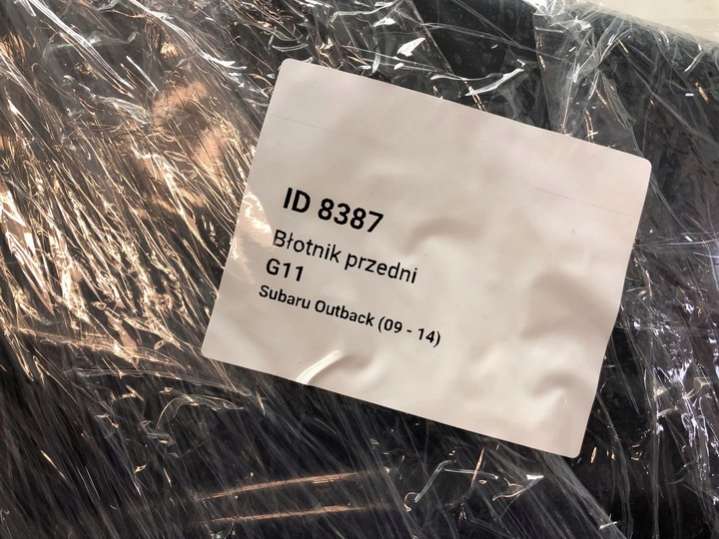 ID 8387
Błotnik przedni
G11
Subaru Outback (09 - 14)